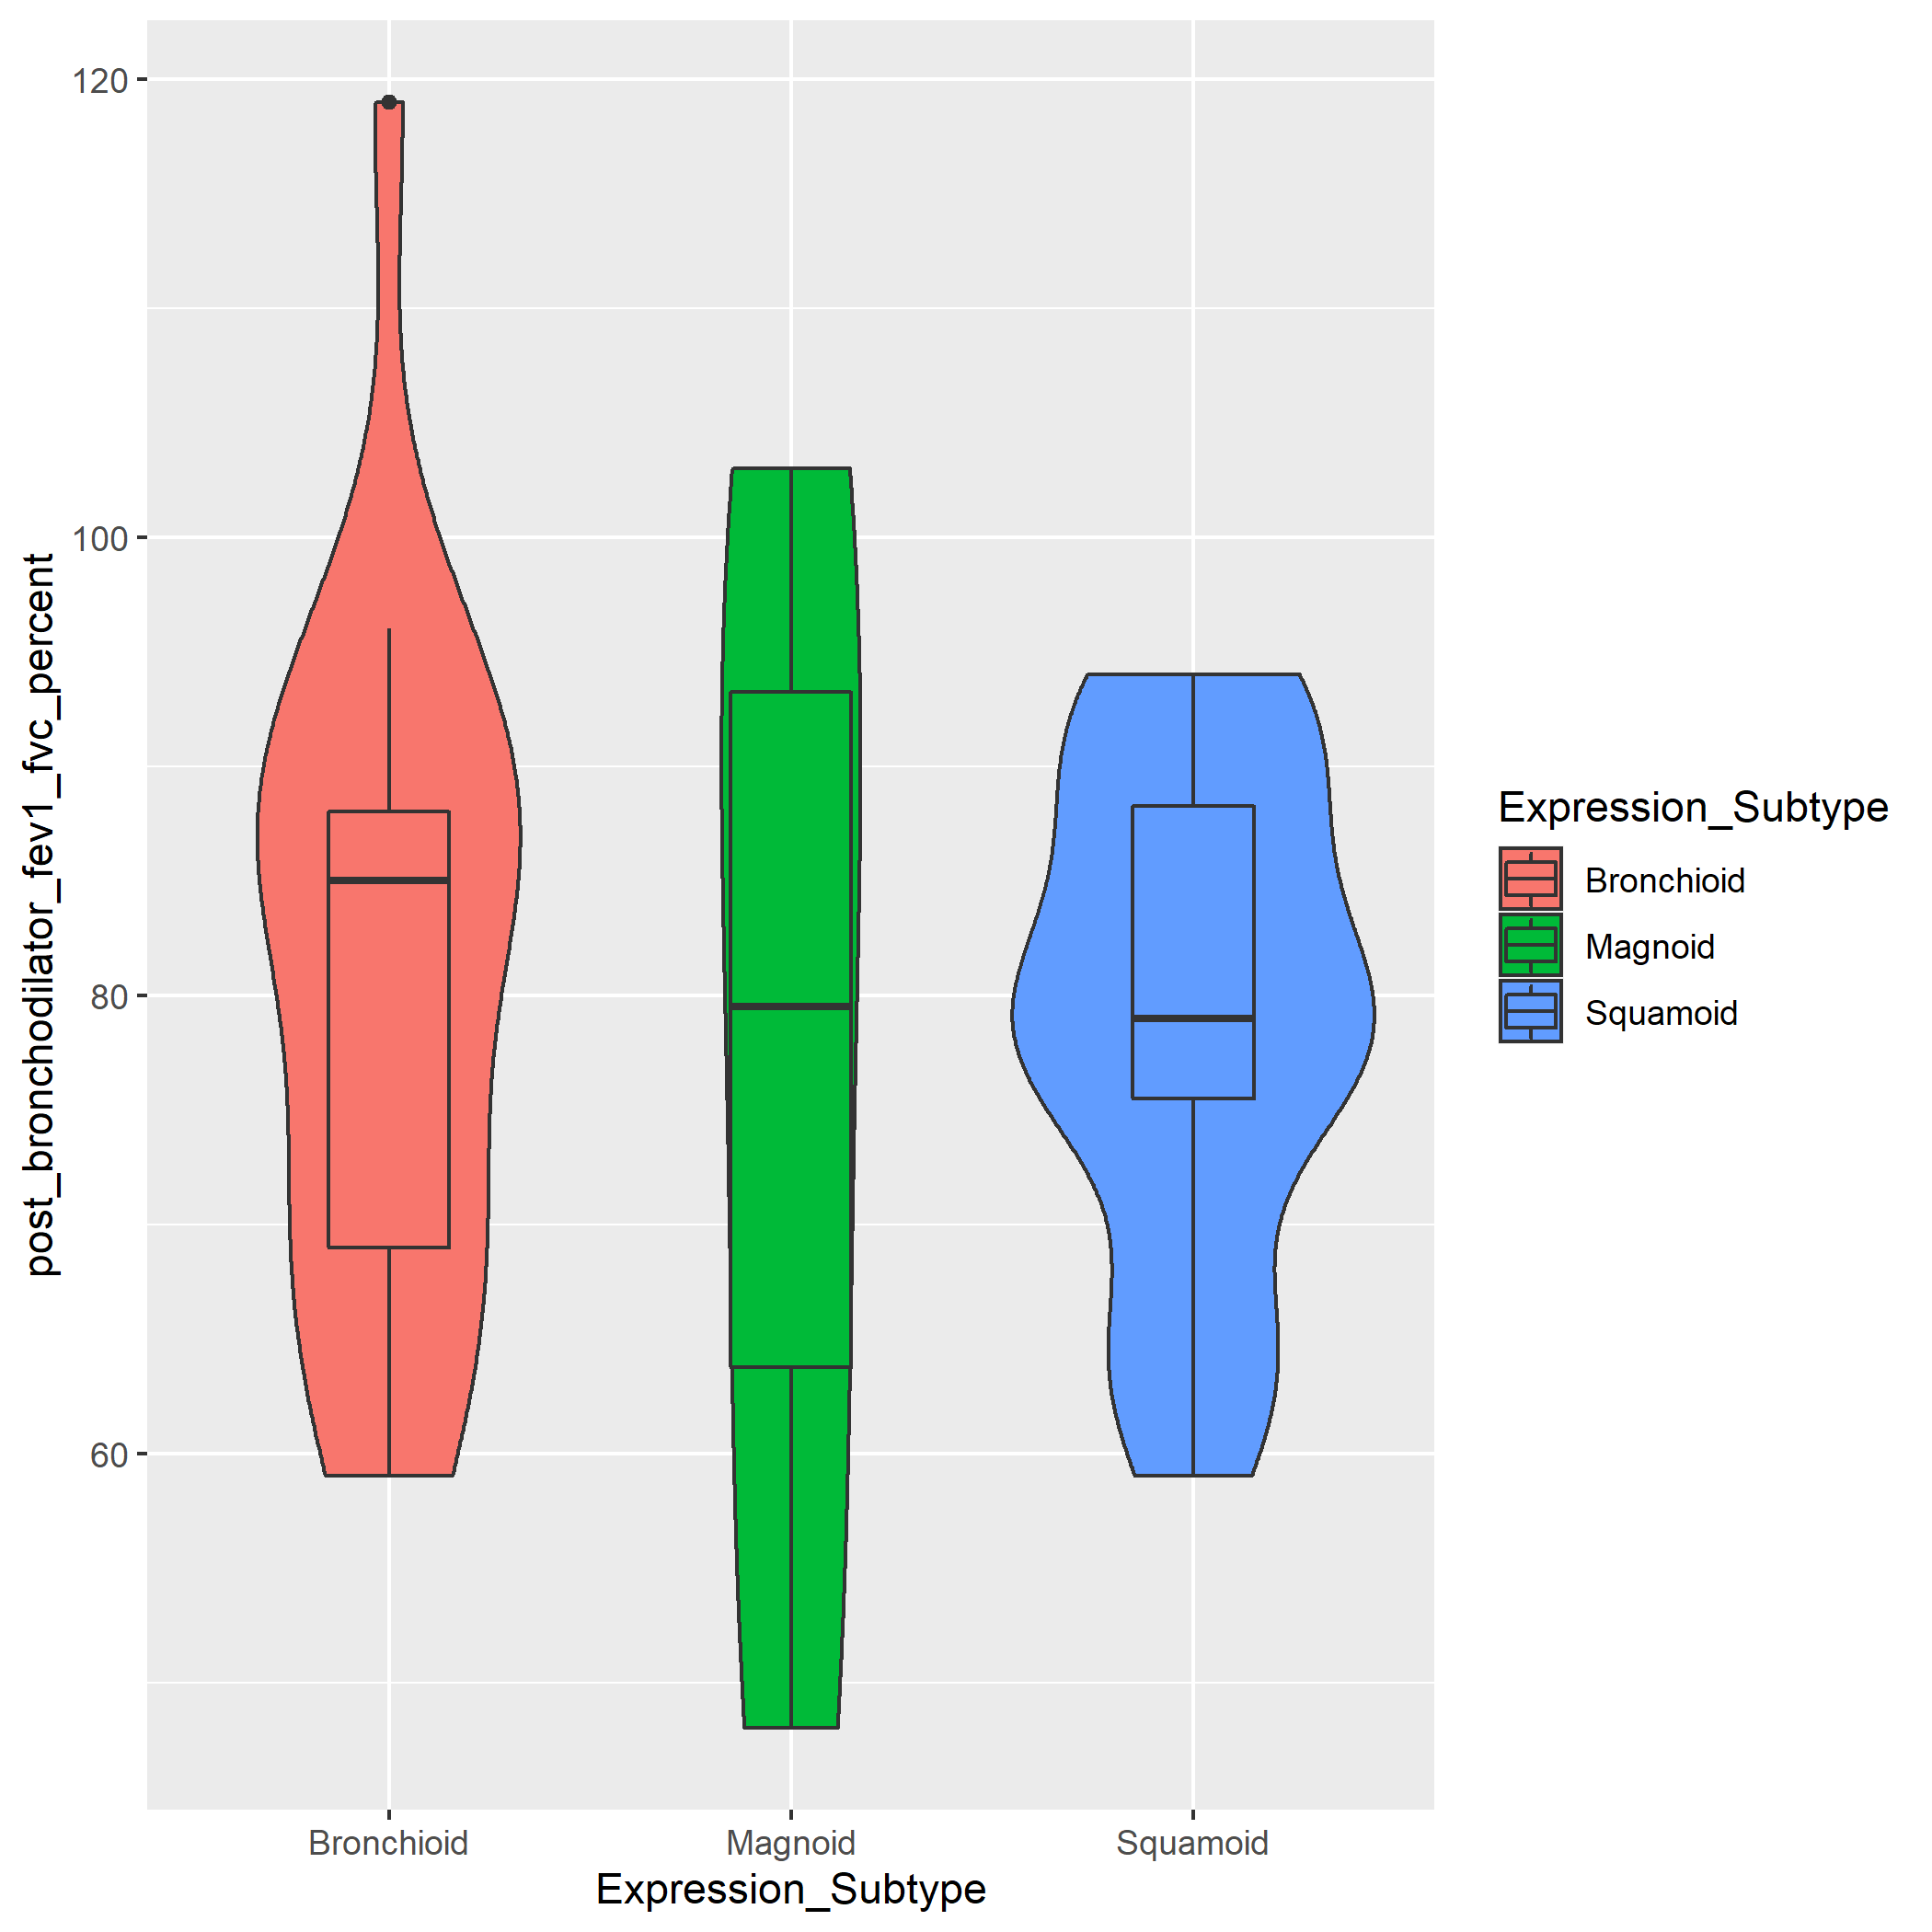 120
100
80
60
post_bronchodilator_fev1_fvc_percent
Bronchioid
Magnoid
Squamoid
Expression_Subtype
Expression_Subtype
Bronchioid
Magnoid
Squamoid